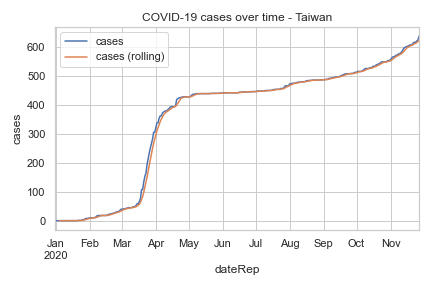 COVID-19 cases over time - Taiwan
cases
cases (rolling)
600
500
400
300
200
100
0
cases
Jan Feb Mar Apr May Jun Jul Aug Sep Oct Nov
2020
dateRep